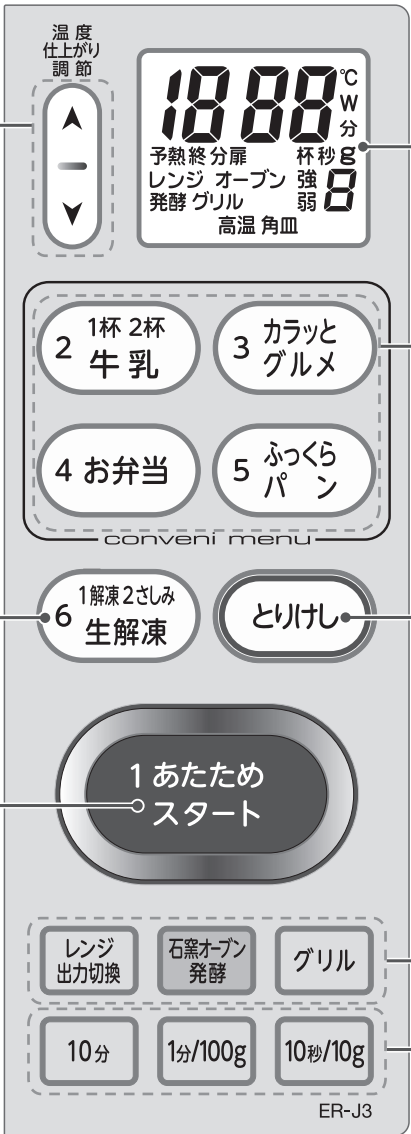 温 度
仕上がり
調 節
1888 ℃
W
分
予熱終分扉 杯秒g
レンジ オーブン 強 8
発酵 グリル 弱
高温 角皿
1杯 2杯
2 牛 乳
カラッと
3 グルメ
4 お弁当
ふっくら
5 パ ン
conveni menu
1解凍2さしみ
6 生解凍
とりけし
1 あたため
スタート
レンジ
出力切換
石窯オーブン
発酵
グリル
10分
1分/100g
10秒/10g
ER-J3